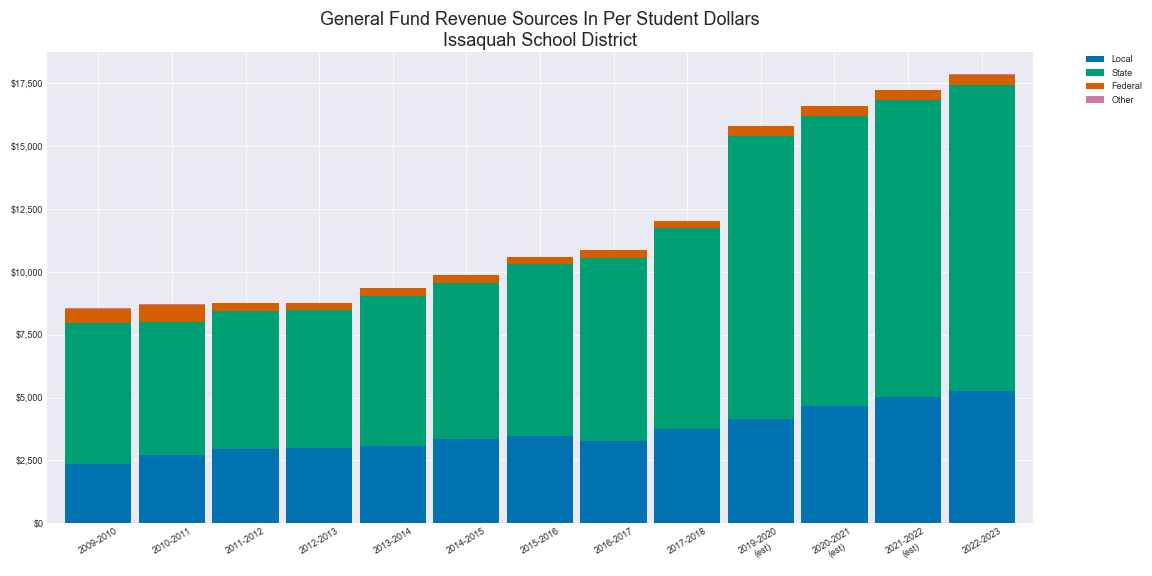 General Fund Revenue Sources In Per Student Dollars
Issaquah School District
Local
State
Federal
Other
$17,500
$15,000
$12,500
$10,000
$7,500
$5,000
$2,500
$0
2009-2010
2010-2011
2011-2012
2012-2013
2013-2014
2014-2015
2015-2016
2016-2017
2017-2018
2019-2020
(est)
2020-2021
(est)
2021-2022
(est)
2022-2023